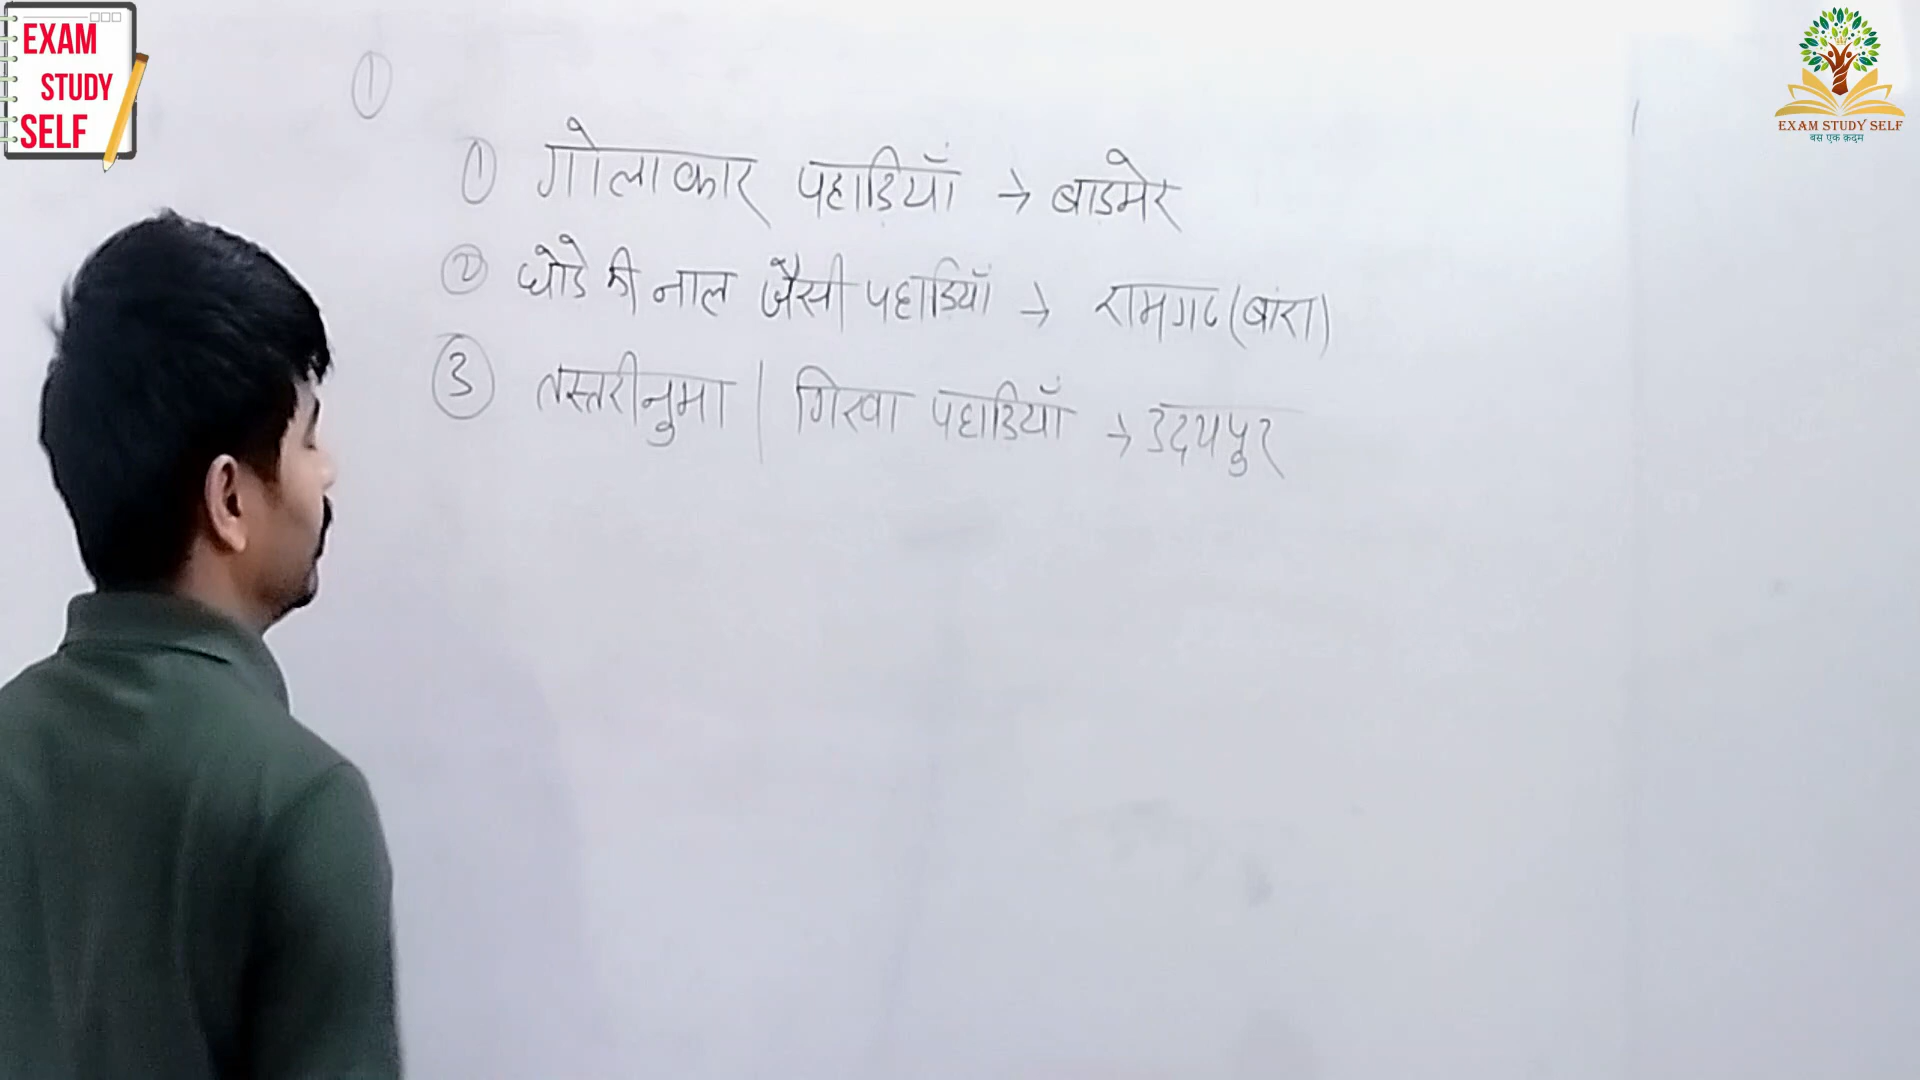 EXAM
STUDY
SELF
EXAM STUDY SELF
बस एक क़दम
①
① गोलाकार पहाड़ियाँ → बाड़मेर
② घोडे की नाल जैसी पहाडियाँ → रामगढ (बांरा)
③ तस्तरीनुमा | गिरवा पहाडियाँ → उदयपुर